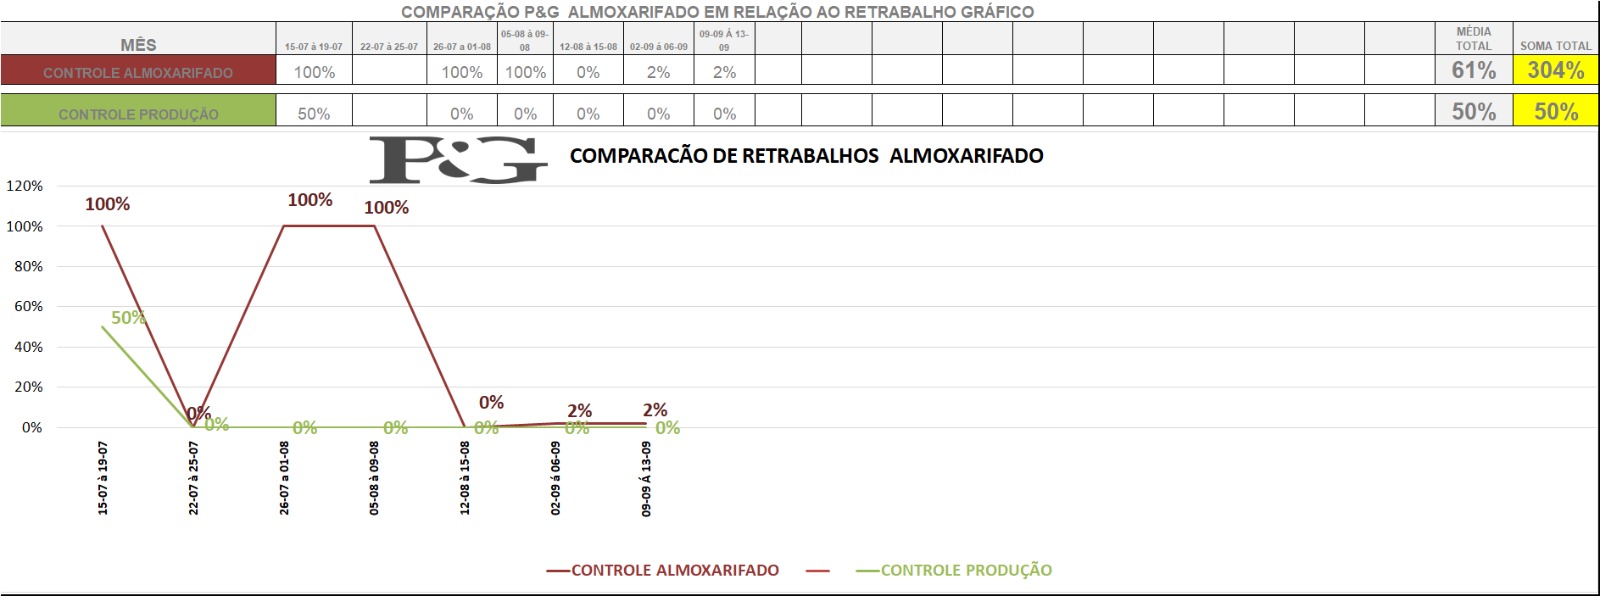 COMPARAÇÃO P&G ALMOXARIFADO EM RELAÇÃO AO RETRABALHO GRÁFICO
MÊS 15-07 à 19-07 22-07 à 25-07 26-07 a 01-08 05-08 à 09-08 12-08 à 15-08 02-09 á 06-09 09-09 Á 13-09 MÉDIA TOTAL SOMA TOTAL
CONTROLE ALMOXARIFADO 100% 100% 100% 0% 2% 2% 61% 304%
CONTROLE PRODUÇÃO 50% 0% 0% 0% 0% 0% 50% 50%
P&G COMPARACÃO DE RETRABALHOS ALMOXARIFADO
120%
100%
80%
60%
40%
20%
0%
100%
0%
100%
100%
0%
2%
2%
50%
0%
0%
0%
0%
0%
0%
15-07 à 19-07
22-07 à 25-07
26-07 a 01-08
05-08 à 09-08
12-08 à 15-08
02-09 á 06-09
09-09 Á 13-09
CONTROLE ALMOXARIFADO
CONTROLE PRODUÇÃO